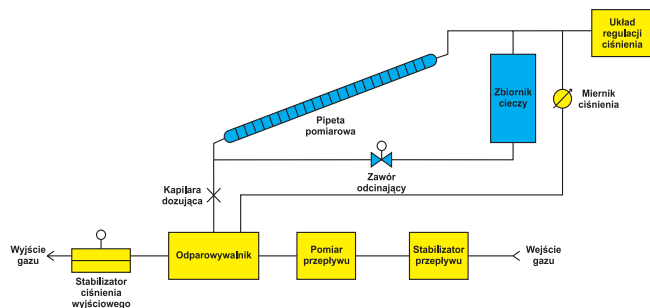 Układ
regulacji
ciśnienia
Zbiornik
cieczy
Miernik
ciśnienia
Pipeta
pomiarowa
Zawór
odcinający
Kapilara
dozująca
Wyjście
gazu
Stabilizator
ciśnienia
wyjściowego
Odparowywalnik
Pomiar
przepływu
Stabilizator
przepływu
Wejście
gazu